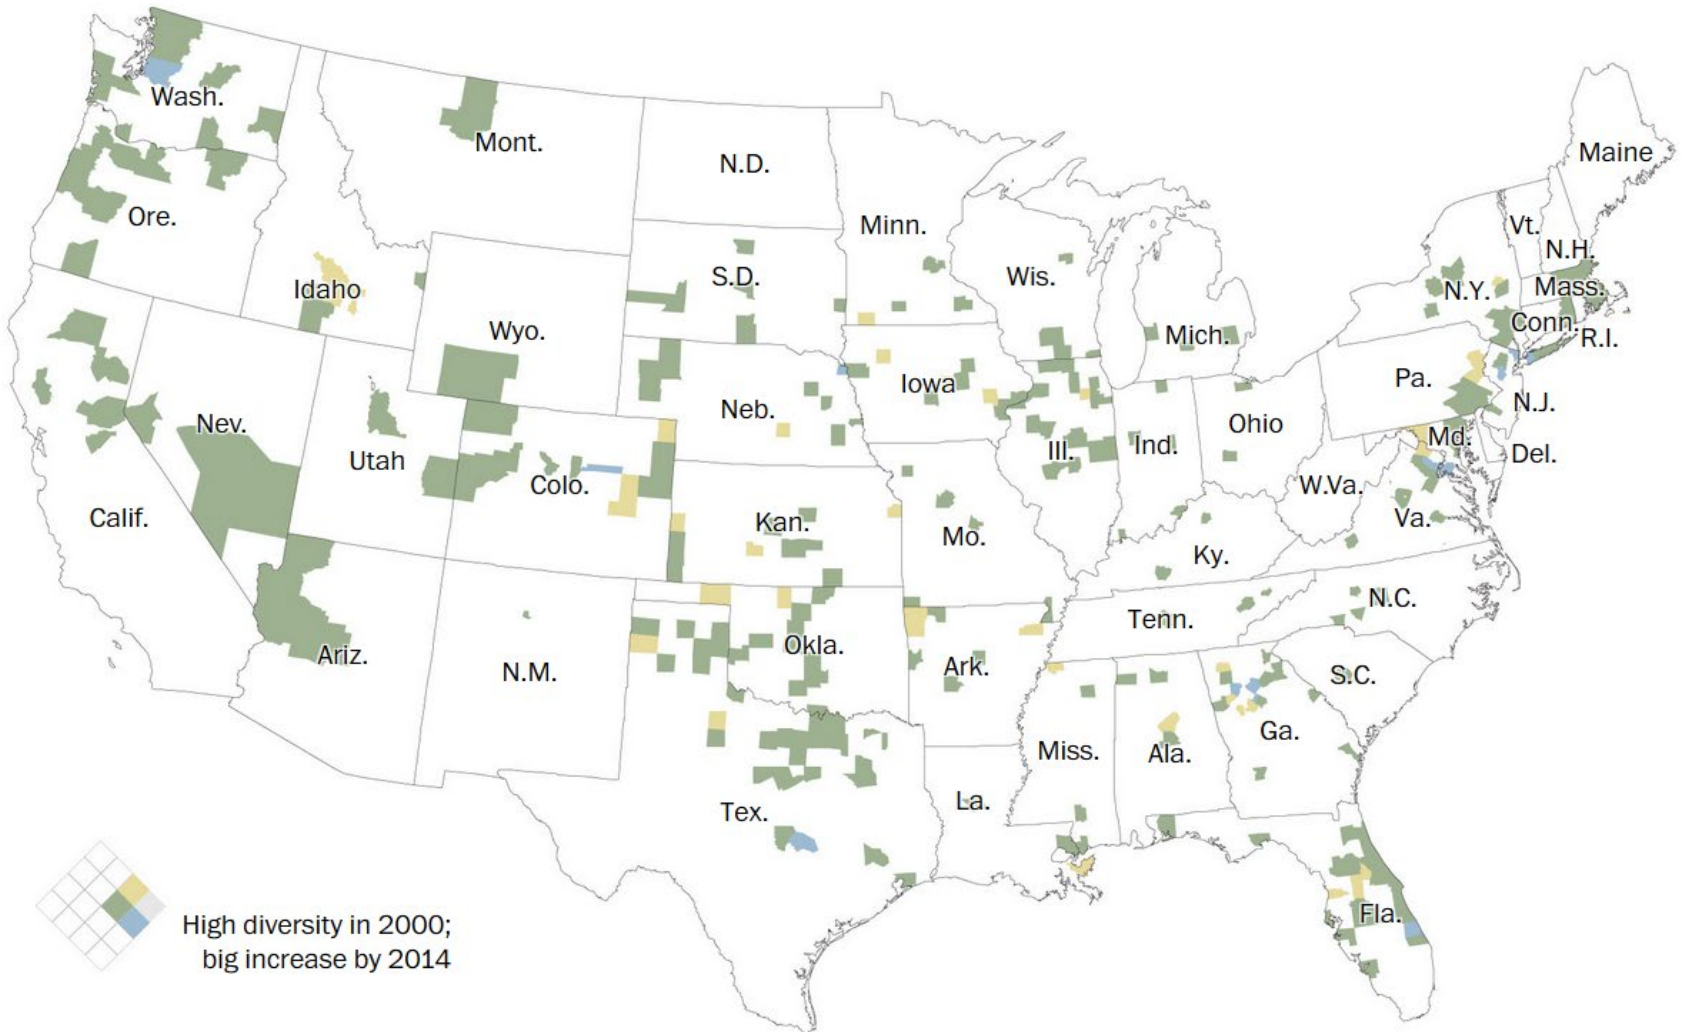 Maine
Wash.
Mont.
N.D.
Minn.
Vt.
Ore.
N.H.
Idaho
S.D.
Wis.
N.Y.
Mass.
Wyo.
Mich.
Conn.
R.I.
Nev.
Neb.
Iowa
Pa.
N.J.
Utah
Colo.
Ill.
Ind.
Ohio
Md.
Del.
W.Va.
Calif.
Kan.
Mo.
Va.
Ky.
Ariz.
N.M.
Okla.
Ark.
Tenn.
N.C.
S.C.
Miss.
Ala.
Ga.
Tex.
La.
Fla.
High diversity in 2000;
big increase by 2014